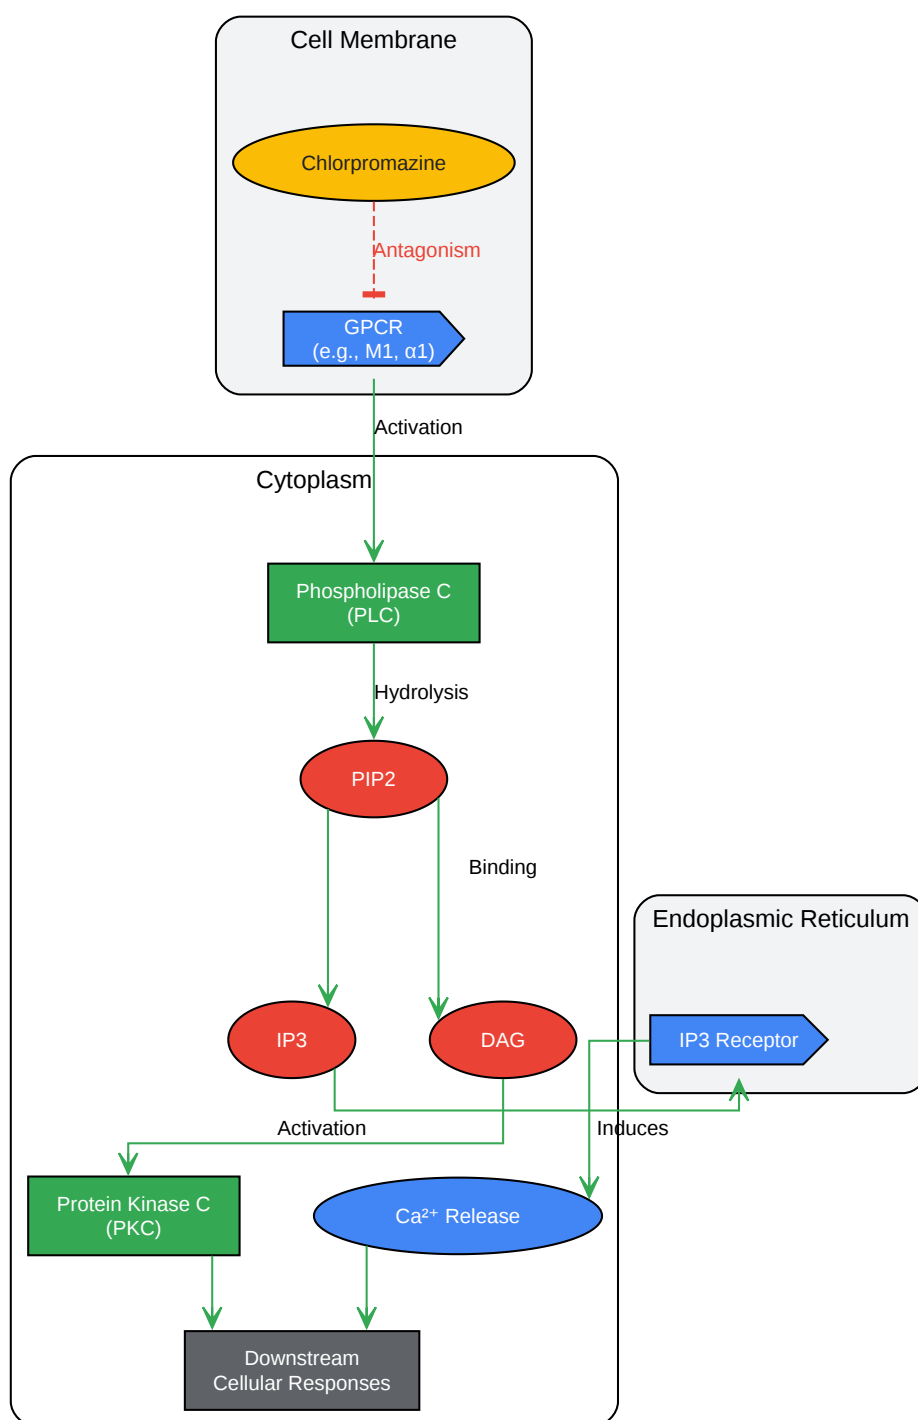 Cell Membrane
Chlorpromazine
Antagonism
GPCR
(e.g., M1, α1)
Activation
Cytoplasm
Phospholipase C
(PLC)
Hydrolysis
PIP2
Binding
Endoplasmic Reticulum
IP3
DAG
IP3 Receptor
Activation
Induces
Protein Kinase C
(PKC)
Ca²⁺ Release
Downstream
Cellular Responses